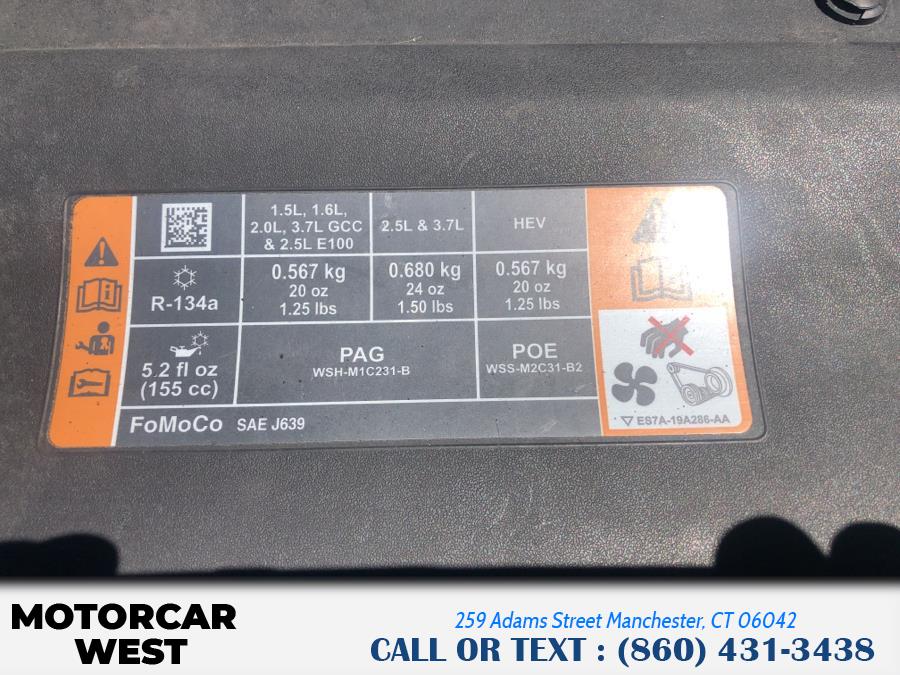 1.5L, 1.6L,
2.0L, 3.7L GCC
& 2.5L E100
2.5L & 3.7L
HEV
R-134a
0.567 kg
20 oz
1.25 lbs
0.680 kg
24 oz
1.50 lbs
0.567 kg
20 oz
1.25 lbs
5.2 fl oz
(155 cc)
PAG
WSH-M1C231-B
POE
WSS-M2C31-B2
FoMoCo SAE J639
ES7A-19A286-AA
MOTORCAR
WEST
259 Adams Street Manchester, CT 06042
CALL OR TEXT : (860) 431-3438